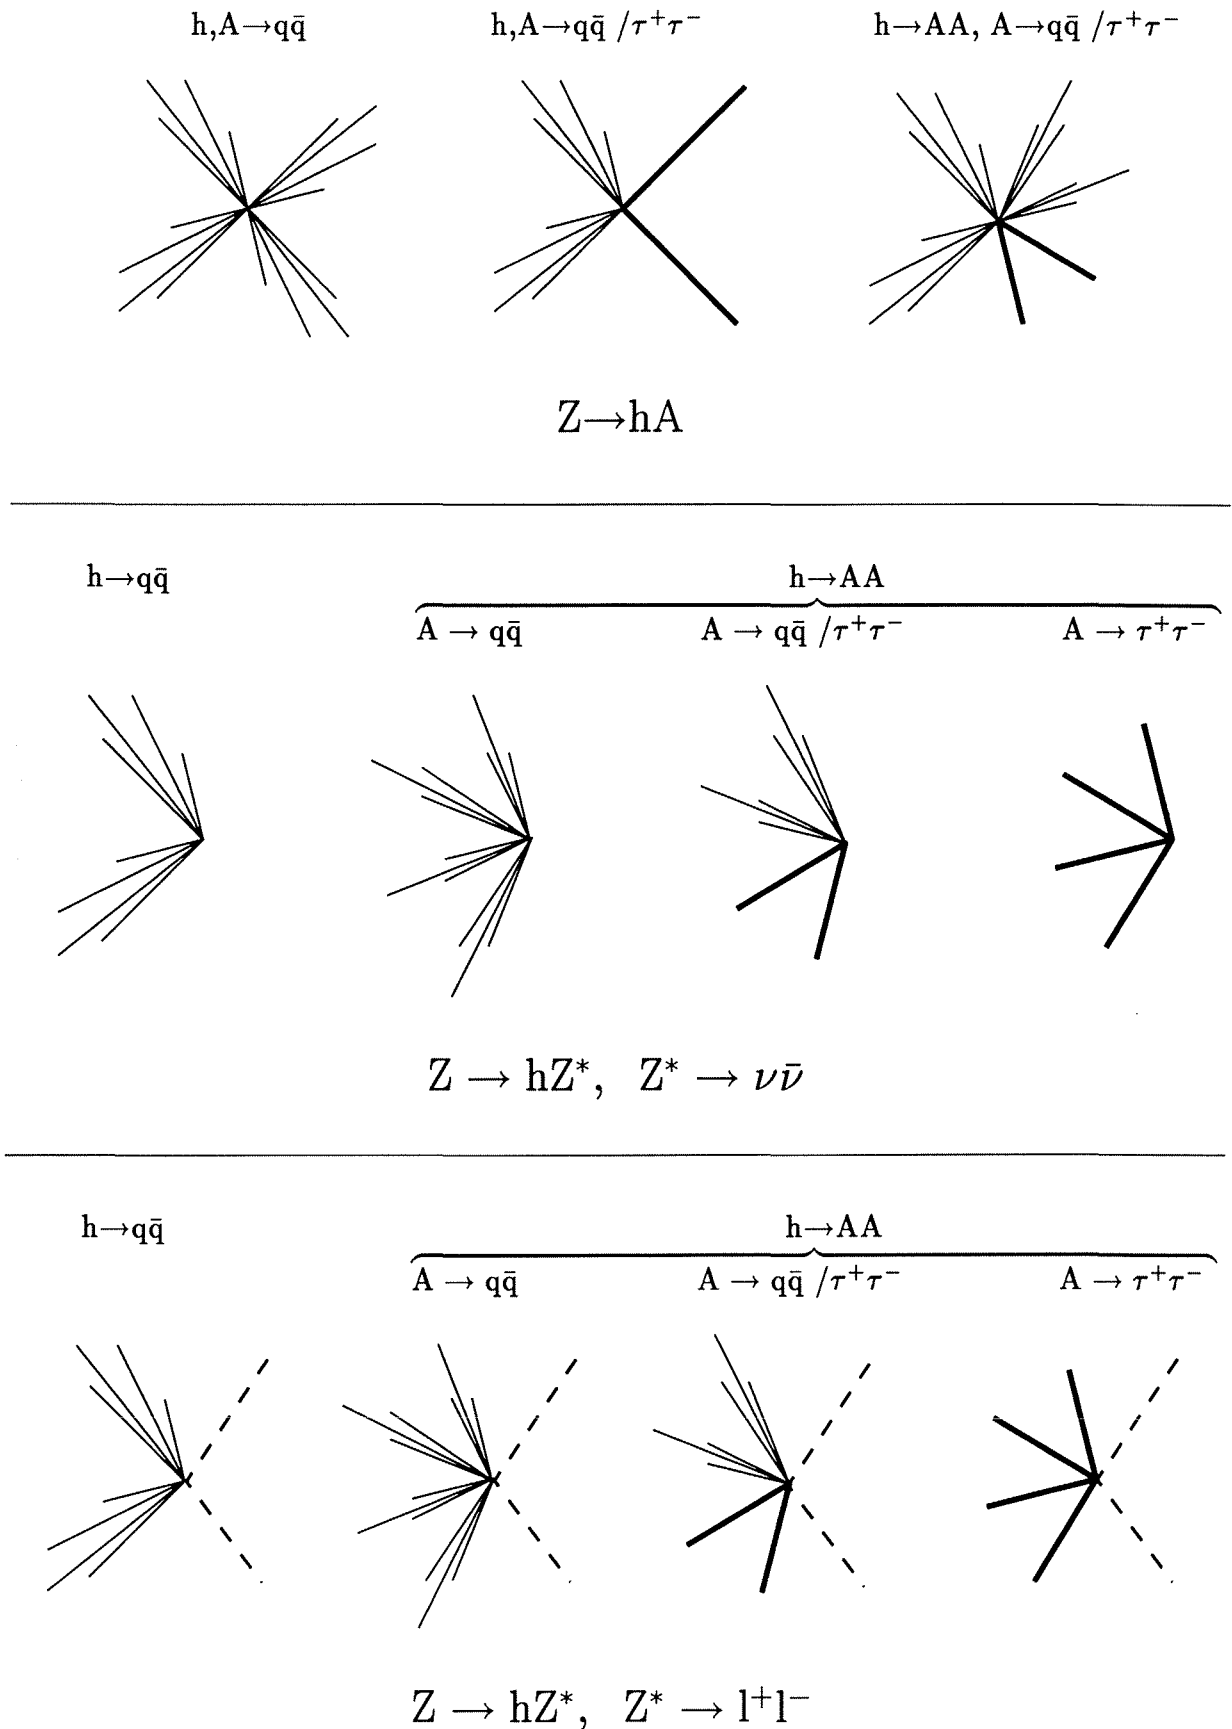 h,A→qq̄ h,A→qq̄ /τ⁺τ⁻ h→AA, A→qq̄ /τ⁺τ⁻
Z→hA
h→qq̄ h→AA
A → qq̄ A → qq̄ /τ⁺τ⁻ A → τ⁺τ⁻
Z → hZ*, Z* → νν̄
h→qq̄ h→AA
A → qq̄ A → qq̄ /τ⁺τ⁻ A → τ⁺τ⁻
Z → hZ*, Z* → l⁺l⁻